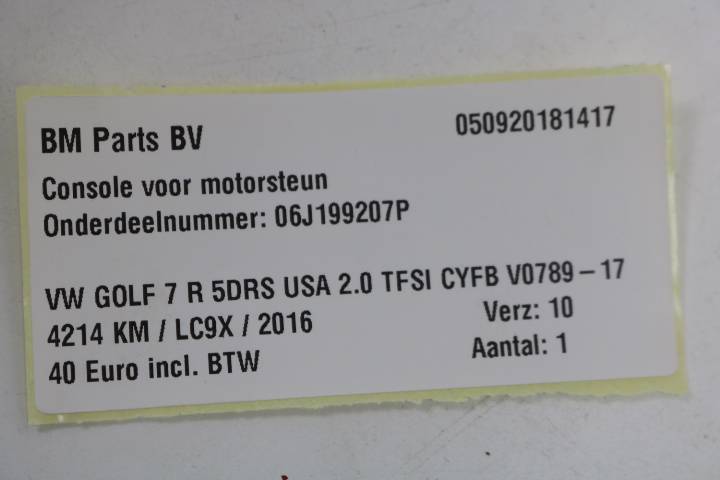 BM Parts BV 050920181417
Console voor motorsteun
Onderdeelnummer: 06J199207P
VW GOLF 7 R 5DRS USA 2.0 TFSI CYFB V0789-17
4214 KM / LC9X / 2016 Verz: 10
40 Euro incl. BTW Aantal: 1